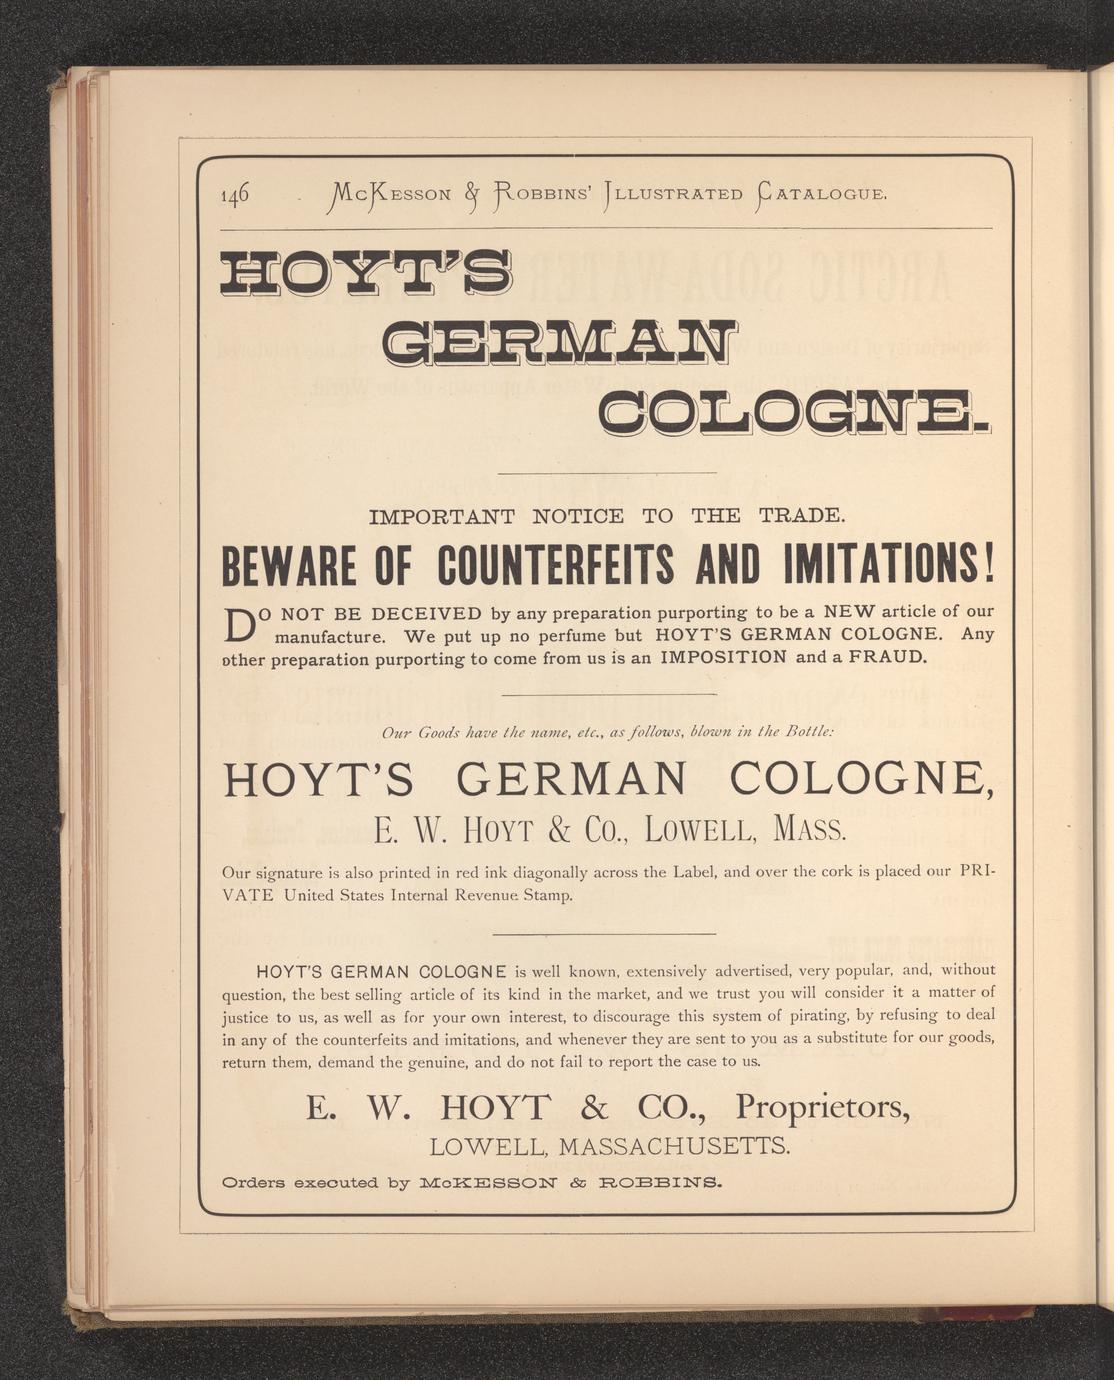 146 McKesson & Robbins' Illustrated Catalogue.
HOYT'S
GERMAN
COLOGNE.
IMPORTANT NOTICE TO THE TRADE.
BEWARE OF COUNTERFEITS AND IMITATIONS!
DO NOT BE DECEIVED by any preparation purporting to be a NEW article of our
manufacture. We put up no perfume but HOYT'S GERMAN COLOGNE. Any
other preparation purporting to come from us is an IMPOSITION and a FRAUD.
Our Goods have the name, etc., as follows, blown in the Bottle:
HOYT'S GERMAN COLOGNE,
E. W. Hoyt & Co., Lowell, Mass.
Our signature is also printed in red ink diagonally across the Label, and over the cork is placed our PRI-
VATE United States Internal Revenue Stamp.
HOYT'S GERMAN COLOGNE is well known, extensively advertised, very popular, and, without
question, the best selling article of its kind in the market, and we trust you will consider it a matter of
justice to us, as well as for your own interest, to discourage this system of pirating, by refusing to deal
in any of the counterfeits and imitations, and whenever they are sent to you as a substitute for our goods,
return them, demand the genuine, and do not fail to report the case to us.
E. W. HOYT & CO., Proprietors,
LOWELL, MASSACHUSETTS.
Orders executed by McKESSON & ROBBINS.